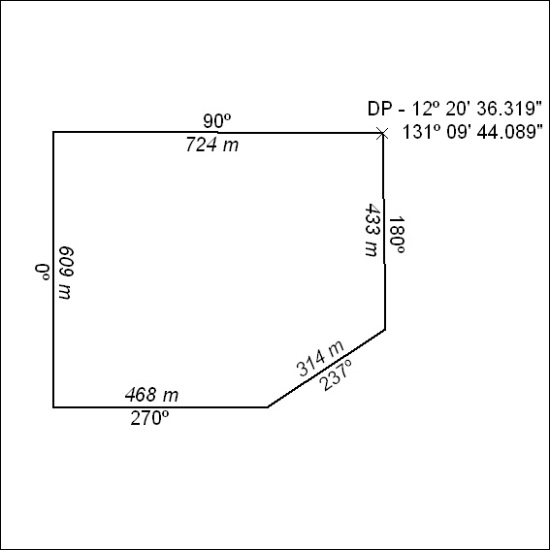 DP - 12º 20' 36.319"
131º 09' 44.089"
90º
724 m
433 m
180º
609 m
0º
314 m
237º
468 m
270º